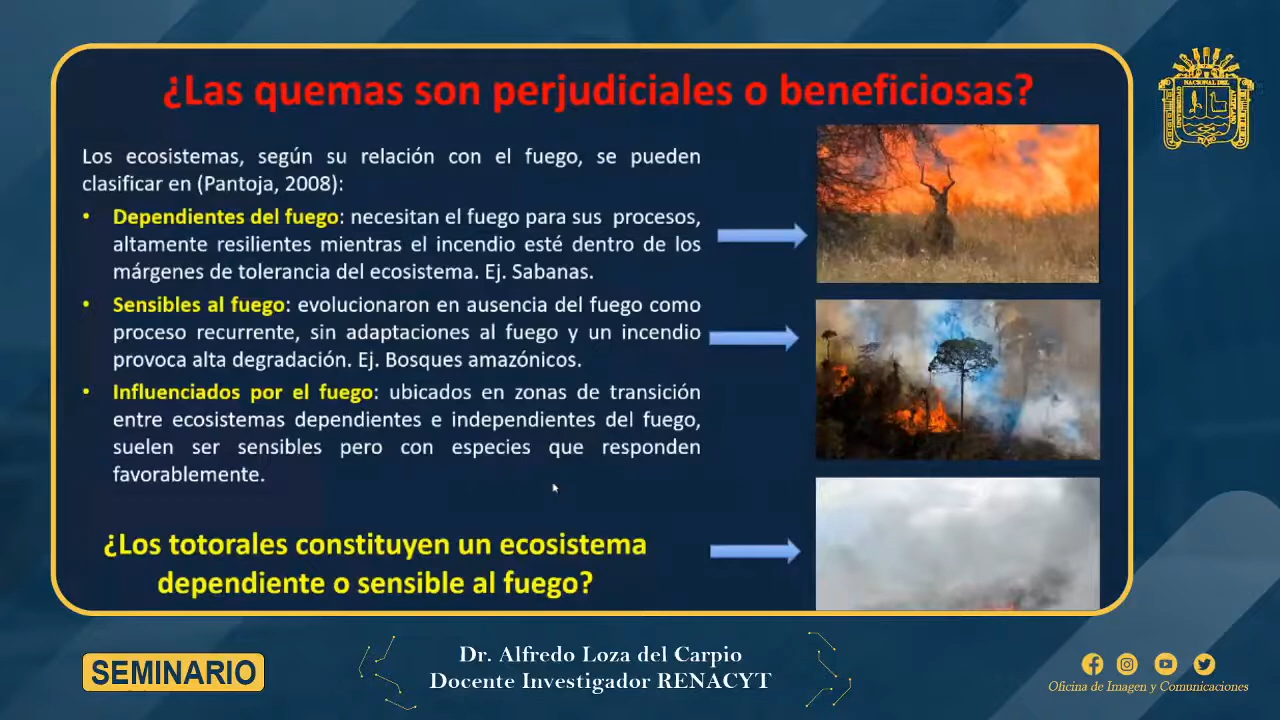 ¿Las quemas son perjudiciales o beneficiosas?
Los ecosistemas, según su relación con el fuego, se pueden
clasificar en (Pantoja, 2008):
• Dependientes del fuego: necesitan el fuego para sus procesos,
altamente resilientes mientras el incendio esté dentro de los
márgenes de tolerancia del ecosistema. Ej. Sabanas.
• Sensibles al fuego: evolucionaron en ausencia del fuego como
proceso recurrente, sin adaptaciones al fuego y un incendio
provoca alta degradación. Ej. Bosques amazónicos.
• Influenciados por el fuego: ubicados en zonas de transición
entre ecosistemas dependientes e independientes del fuego,
suelen ser sensibles pero con especies que responden
favorablemente.
¿Los totorales constituyen un ecosistema
dependiente o sensible al fuego?
NACIONAL DEL
UNIVERSIDAD
ALTIPLANO
SEMINARIO
Dr. Alfredo Loza del Carpio
Docente Investigador RENACYT
Oficina de Imagen y Comunicaciones